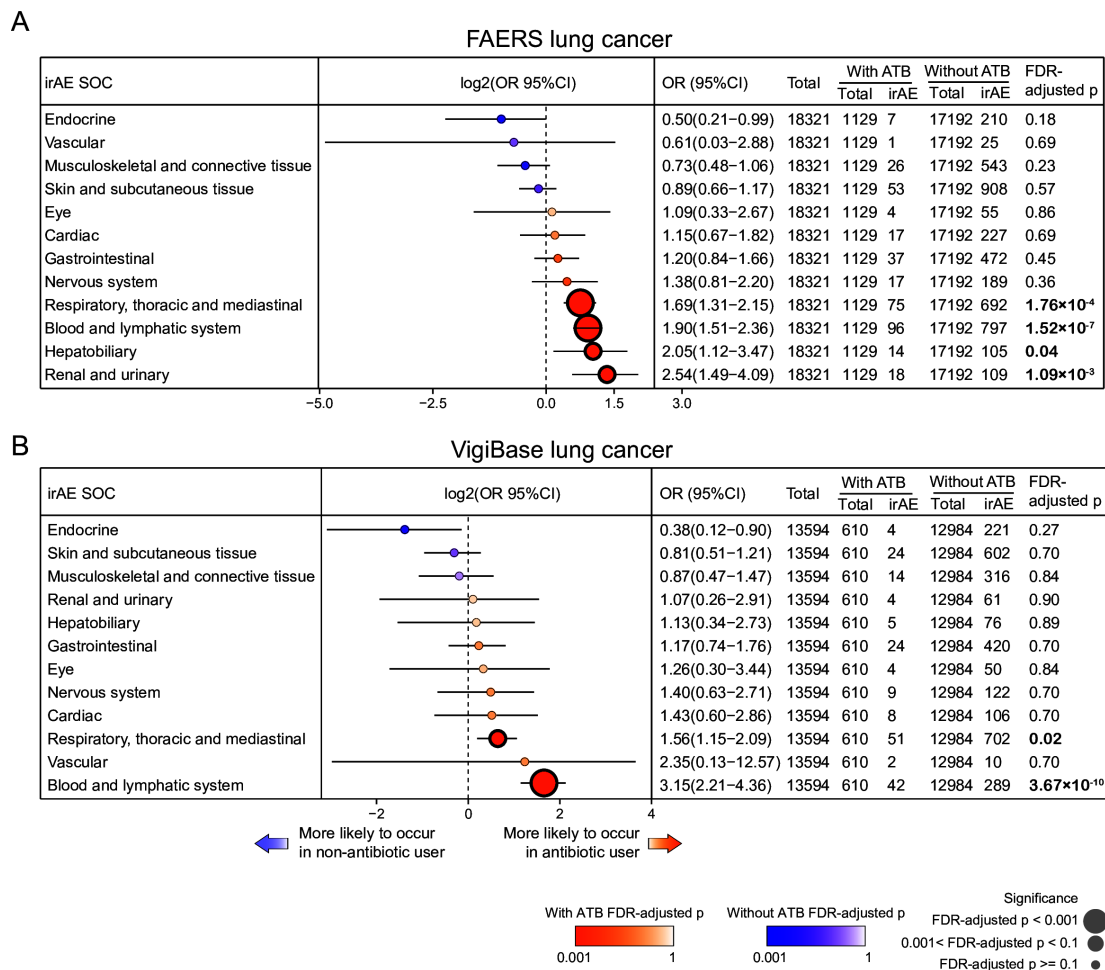 A
FAERS lung cancer
irAE SOC log2(OR 95%CI) OR (95%CI) Total With ATB Without ATB FDR-adjusted p
Total irAE Total irAE
Endocrine 0.50(0.21−0.99) 18321 1129 7 17192 210 0.18
Vascular 0.61(0.03−2.88) 18321 1129 1 17192 25 0.69
Musculoskeletal and connective tissue 0.73(0.48−1.06) 18321 1129 26 17192 543 0.23
Skin and subcutaneous tissue 0.89(0.66−1.17) 18321 1129 53 17192 908 0.57
Eye 1.09(0.33−2.67) 18321 1129 4 17192 55 0.86
Cardiac 1.15(0.67−1.82) 18321 1129 17 17192 227 0.69
Gastrointestinal 1.20(0.84−1.66) 18321 1129 37 17192 472 0.45
Nervous system 1.38(0.81−2.20) 18321 1129 17 17192 189 0.36
Respiratory, thoracic and mediastinal 1.69(1.31−2.15) 18321 1129 75 17192 692 1.76×10⁻⁴
Blood and lymphatic system 1.90(1.51−2.36) 18321 1129 96 17192 797 1.52×10⁻⁷
Hepatobiliary 2.05(1.12−3.47) 18321 1129 14 17192 105 0.04
Renal and urinary 2.54(1.49−4.09) 18321 1129 18 17192 109 1.09×10⁻³
−5.0 −2.5 0.0 1.5 3.0
B
VigiBase lung cancer
irAE SOC log2(OR 95%CI) OR (95%CI) Total With ATB Without ATB FDR-adjusted p
Total irAE Total irAE
Endocrine 0.38(0.12−0.90) 13594 610 4 12984 221 0.27
Skin and subcutaneous tissue 0.81(0.51−1.21) 13594 610 24 12984 602 0.70
Musculoskeletal and connective tissue 0.87(0.47−1.47) 13594 610 14 12984 316 0.84
Renal and urinary 1.07(0.26−2.91) 13594 610 4 12984 61 0.90
Hepatobiliary 1.13(0.34−2.73) 13594 610 5 12984 76 0.89
Gastrointestinal 1.17(0.74−1.76) 13594 610 24 12984 420 0.70
Eye 1.26(0.30−3.44) 13594 610 4 12984 50 0.84
Nervous system 1.40(0.63−2.71) 13594 610 9 12984 122 0.70
Cardiac 1.43(0.60−2.86) 13594 610 8 12984 106 0.70
Respiratory, thoracic and mediastinal 1.56(1.15−2.09) 13594 610 51 12984 702 0.02
Vascular 2.35(0.13−12.57) 13594 610 2 12984 10 0.70
Blood and lymphatic system 3.15(2.21−4.36) 13594 610 42 12984 289 3.67×10⁻¹⁰
−2 0 2 4
More likely to occur
in non-antibiotic user
More likely to occur
in antibiotic user
With ATB FDR-adjusted p
0.001 1
Without ATB FDR-adjusted p
0.001 1
Significance
FDR-adjusted p < 0.001
0.001< FDR-adjusted p < 0.1
FDR-adjusted p >= 0.1